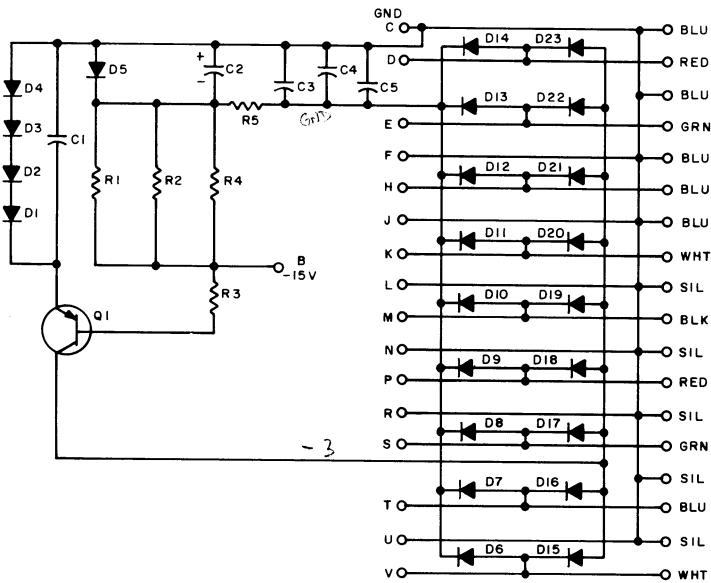 GND
C BLU
D14 D23
D RED
D4 D5 + - C2 C3 C4 C5 BLU
D13 D22
R5 GND
E GRN
D3 C1
F BLU
D2 R1 R2 R4
D12 D21
H BLU
D1
J BLU
D11 D20
K WHT
B
-15V
L SIL
R3
D10 D19
Q1
M BLK
N SIL
D9 D18
P RED
R SIL
D8 D17
-3
S GRN
SIL
D7 D16
T BLU
U SIL
D6 D15
V WHT